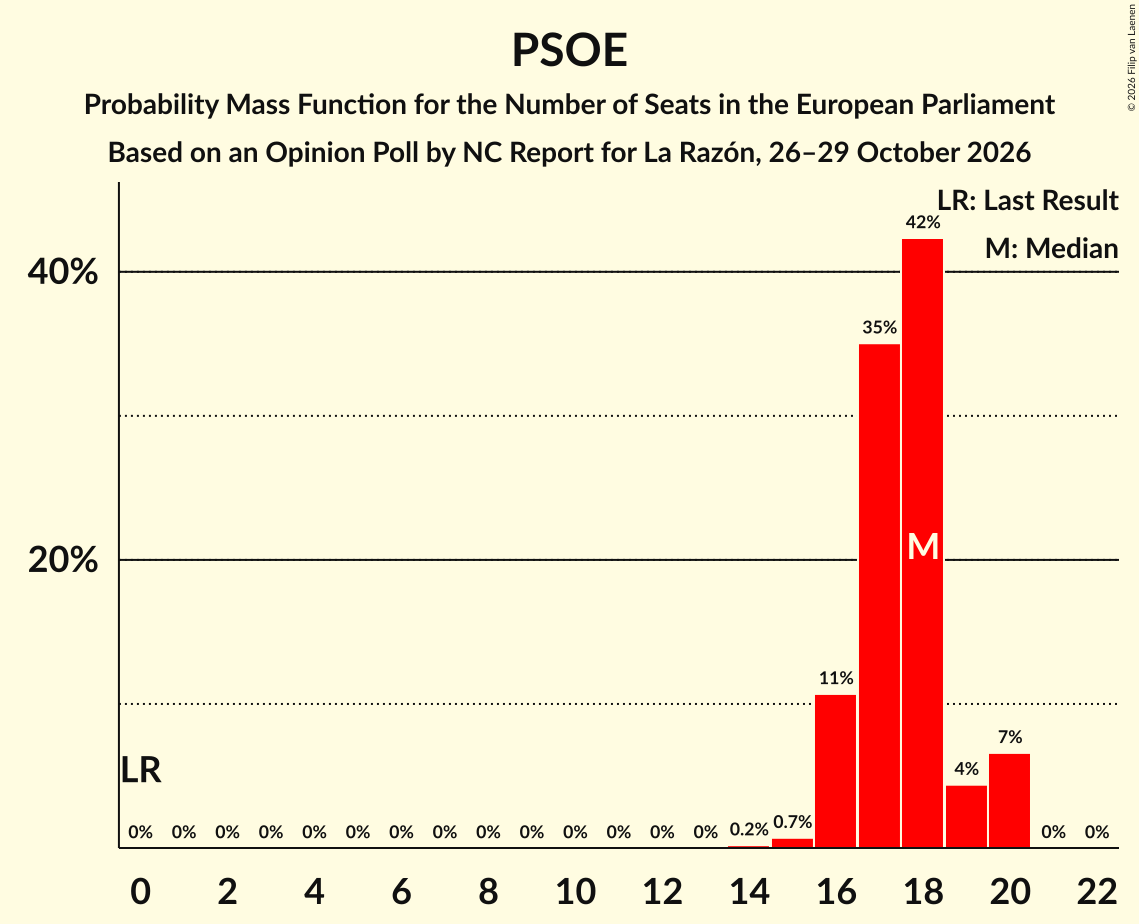 PSOE
Probability Mass Function for the Number of Seats in the European Parliament
Based on an Opinion Poll by NC Report for La Razón, 26–29 October 2026
© 2026 Filip van Laenen
LR: Last Result
M: Median
40%
20%
42%
35%
M
11%
7%
4%
LR
0% 0% 0% 0% 0% 0% 0% 0% 0% 0% 0% 0% 0% 0% 0.2% 0.7% 0% 0%
0 2 4 6 8 10 12 14 16 18 20 22